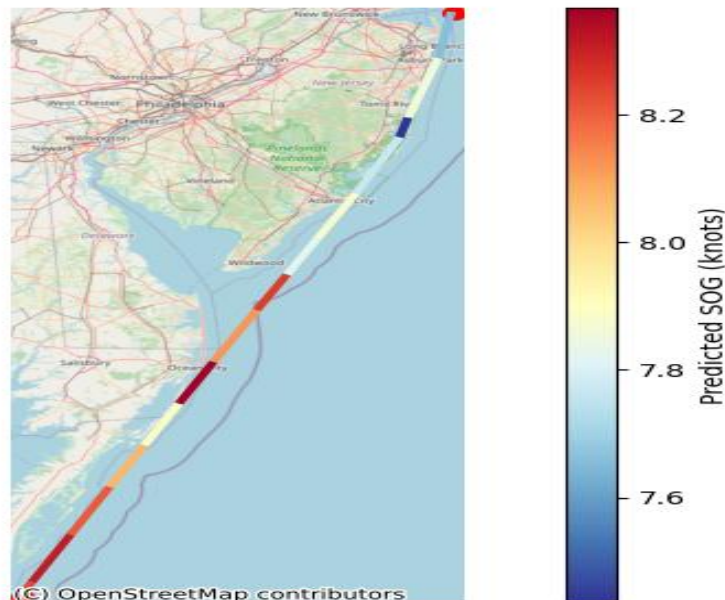 New Brunswick
Long Branch
Trenton
Asbury Park
Norristown
New Jersey
West Chester
Philadelphia
Toms River
Chester
Wilmington
Newark
Pinelands
National
Reserve
Vineland
Atlantic City
Delaware
Wildwood
Salisbury
Ocean City
(C) OpenStreetMap contributors
8.2
8.0
7.8
7.6
Predicted SOG (knots)